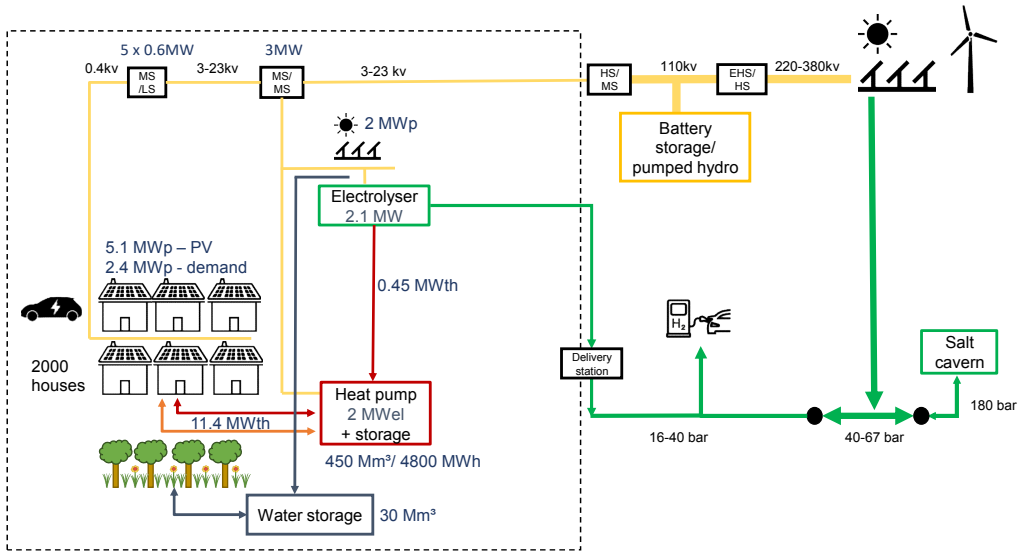 5 x 0.6MW
3MW
0.4kv
MS
/LS
3-23kv
MS/
MS
3-23 kv
HS/
MS
110kv
EHS/
HS
220-380kv
2 MWp
Battery
storage/
pumped hydro
Electrolyser
2.1 MW
5.1 MWp – PV
2.4 MWp - demand
0.45 MWth
H2
2000
houses
Delivery
station
Salt
cavern
Heat pump
2 MWel
+ storage
11.4 MWth
180 bar
16-40 bar
40-67 bar
450 Mm³/ 4800 MWh
Water storage
30 Mm³